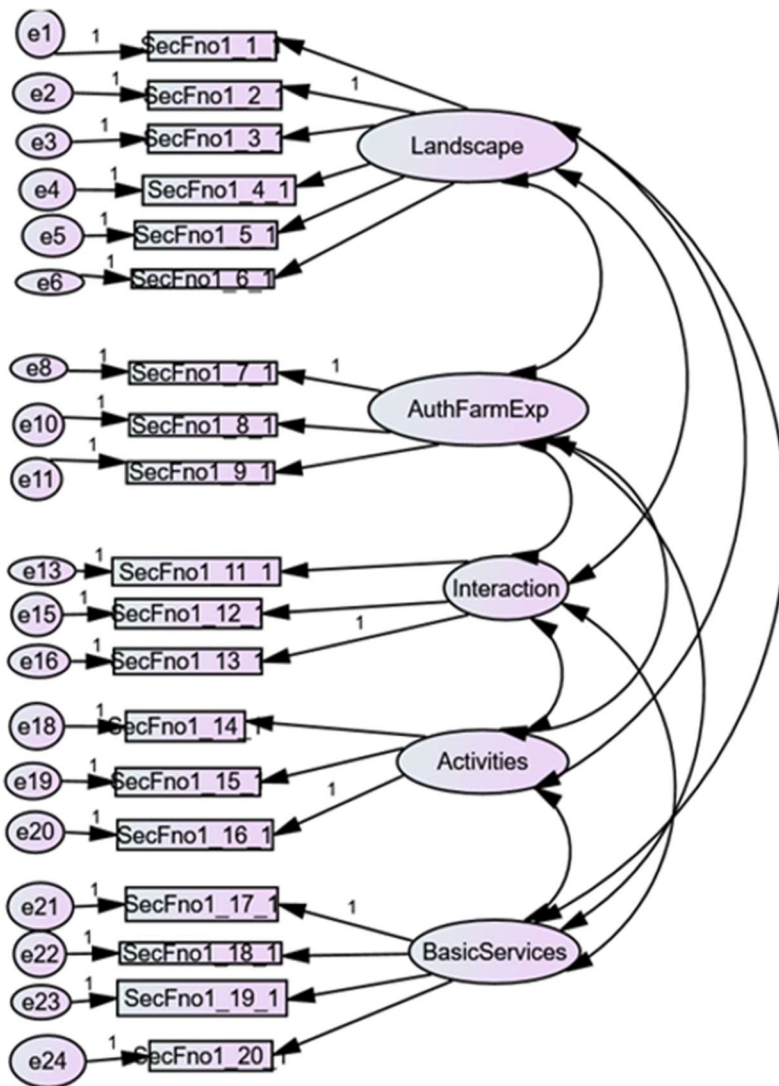 e1 1 SecFno1_1_1
1
e2 1 SecFno1_2_1
e3 1 SecFno1_3_1
Landscape
e4 1 SecFno1_4_1
e5 1 SecFno1_5_1
e6 1 SecFno1_6_1
e8 1 SecFno1_7_1 1
AuthFarmExp
e10 1 SecFno1_8_1
e11 1 SecFno1_9_1
e13 1 SecFno1_11_1
Interaction
e15 1 SecFno1_12_1
e16 1 SecFno1_13_1 1
e18 1 SecFno1_14_1
Activities
e19 1 SecFno1_15_1
1
e20 1 SecFno1_16_1
e21 1 SecFno1_17_1 1
e22 1 SecFno1_18_1 BasicServices
e23 1 SecFno1_19_1
e24 1 SecFno1_20_1